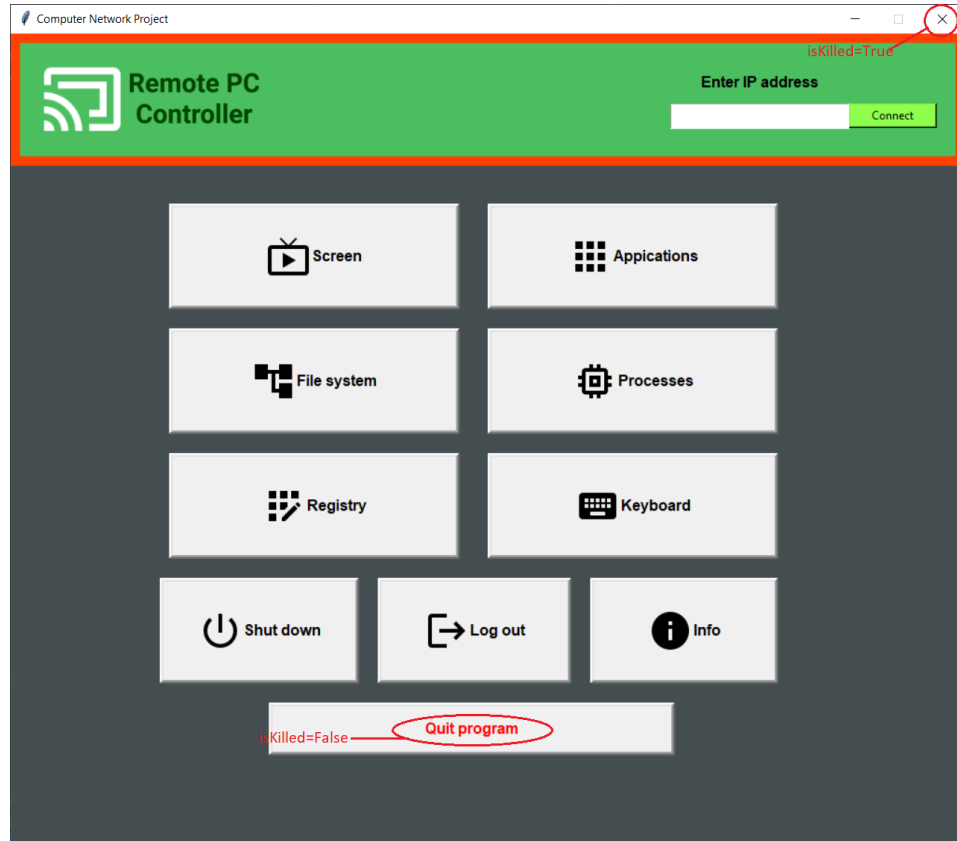 Computer Network Project
isKilled=True
Remote PC
Controller
Enter IP address
Connect
Screen
Appications
File system
Processes
Registry
Keyboard
Shut down
Log out
Info
Quit program
isKilled=False